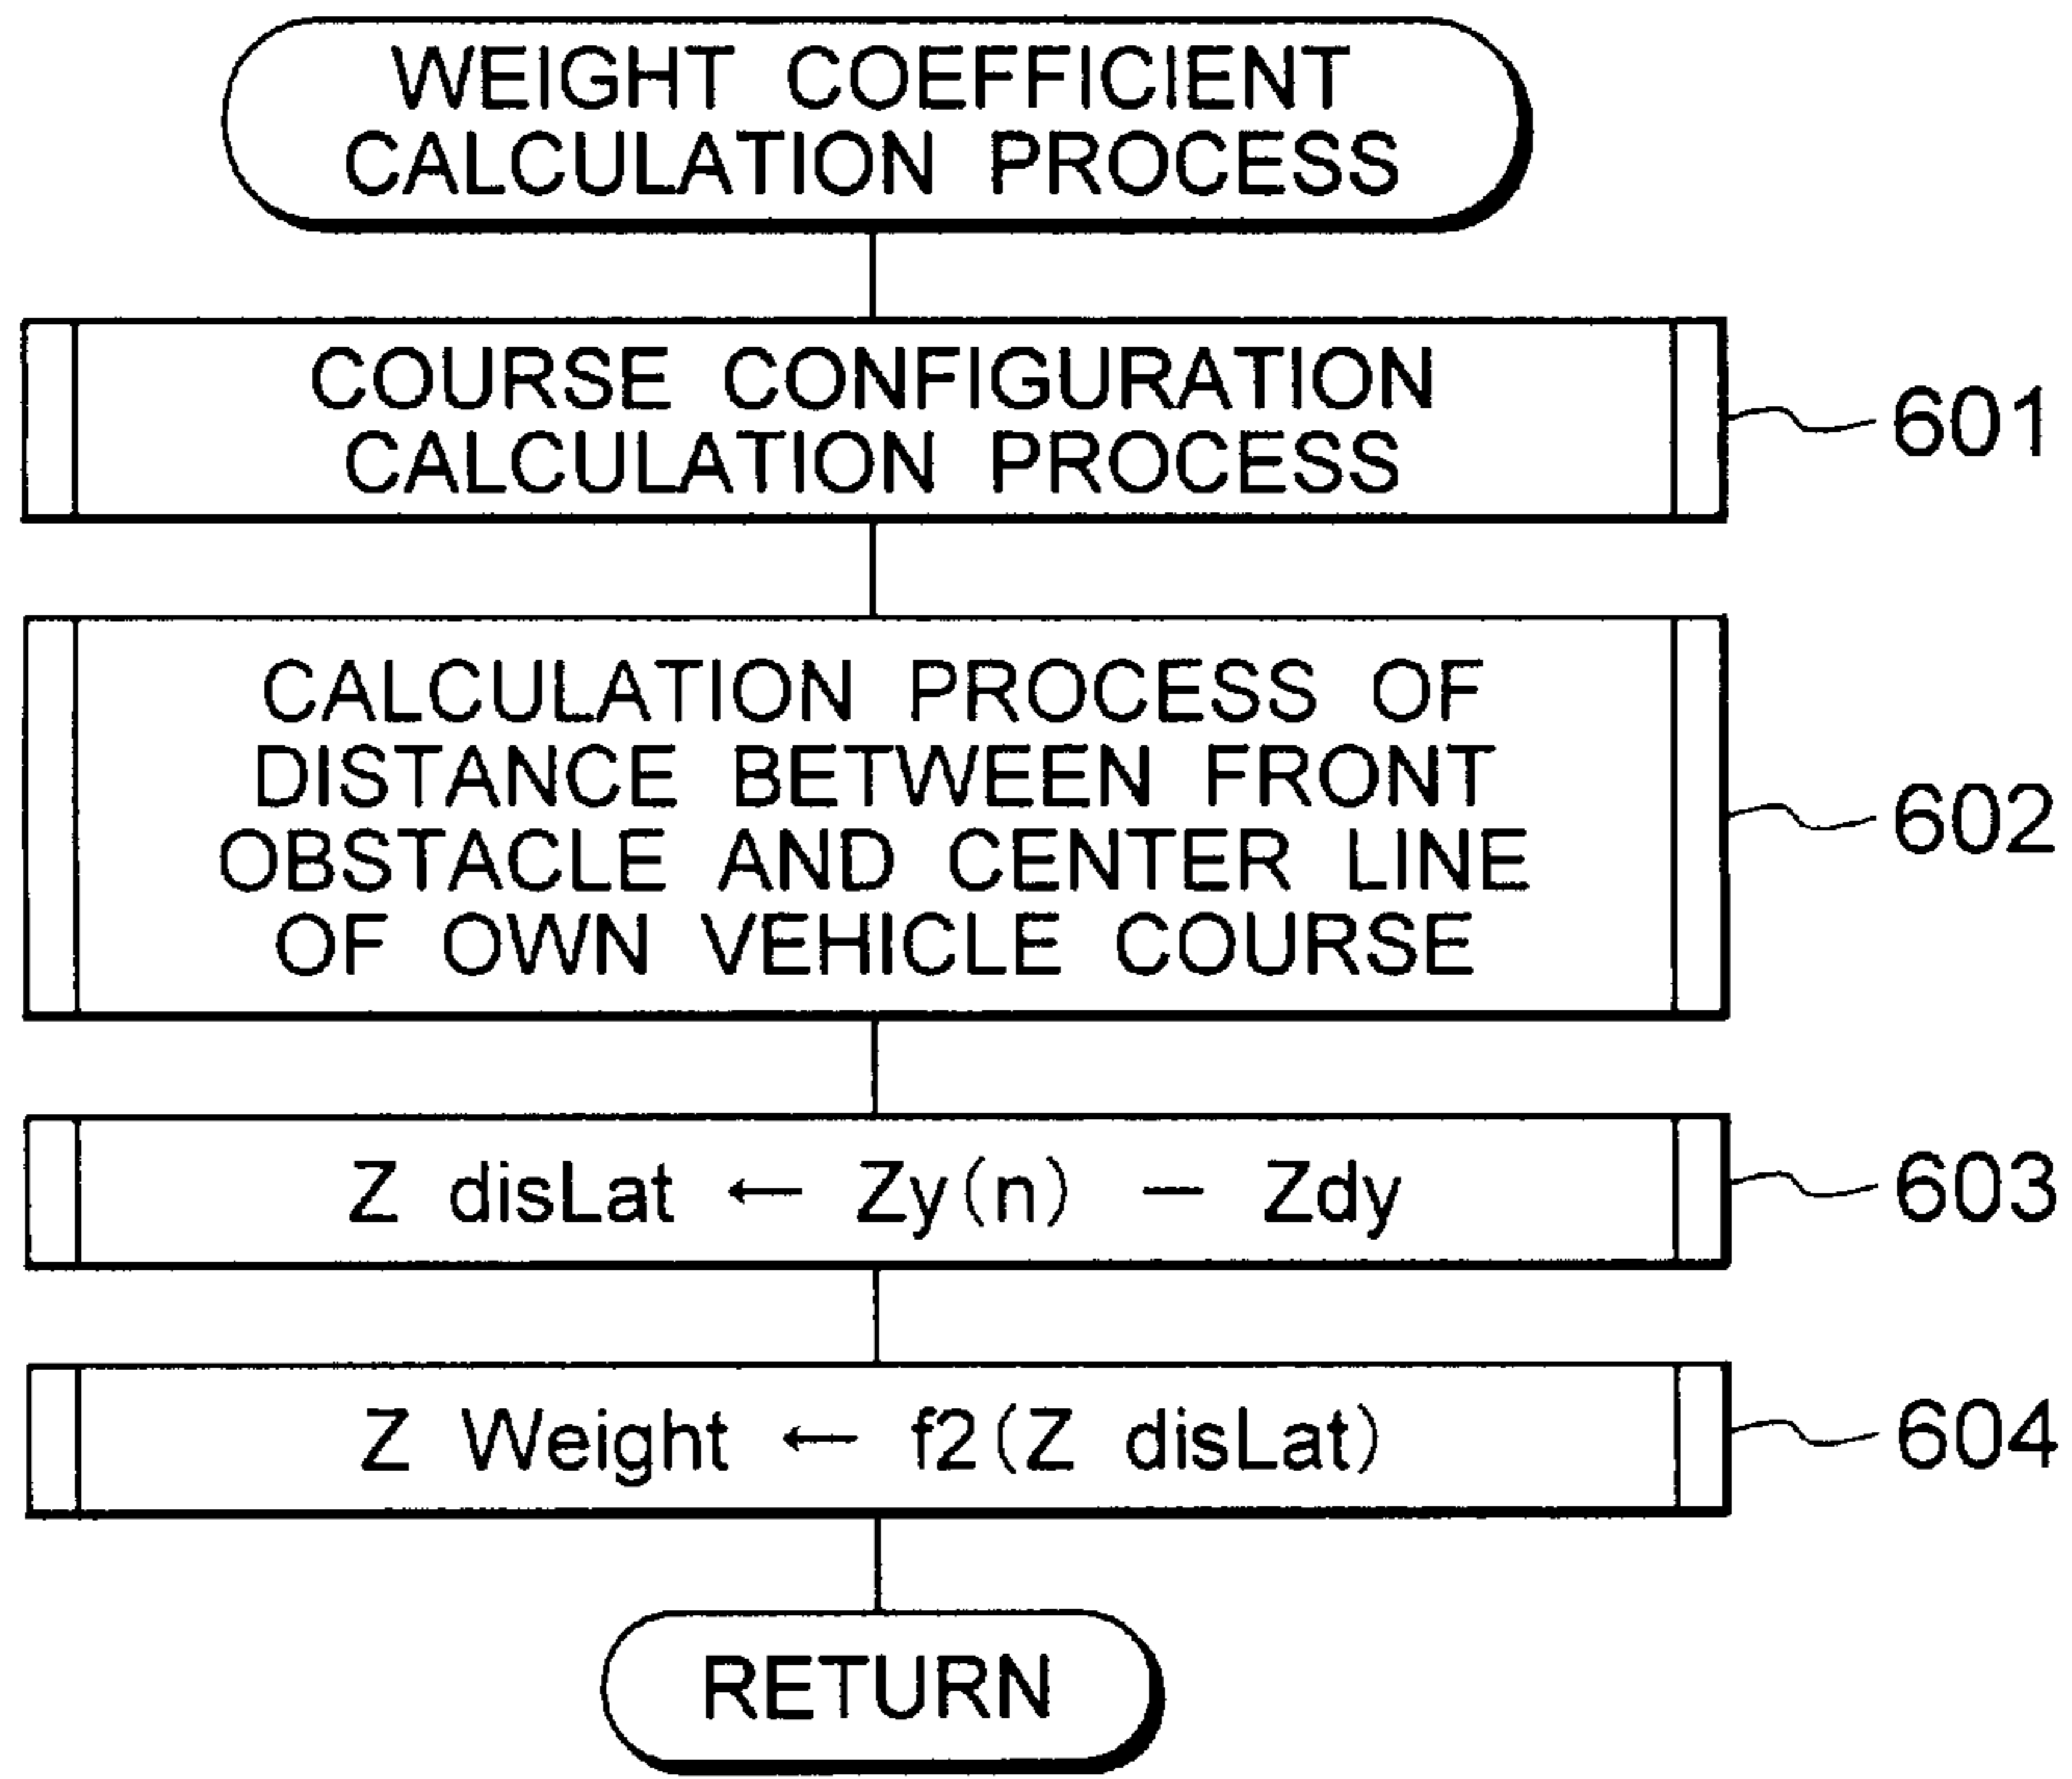 WEIGHT COEFFICIENT
CALCULATION PROCESS
COURSE CONFIGURATION
CALCULATION PROCESS
601
CALCULATION PROCESS OF
DISTANCE BETWEEN FRONT
OBSTACLE AND CENTER LINE
OF OWN VEHICLE COURSE
602
Z disLat ← Zy(n) − Zdy
603
Z Weight ← f2(Z disLat)
604
RETURN